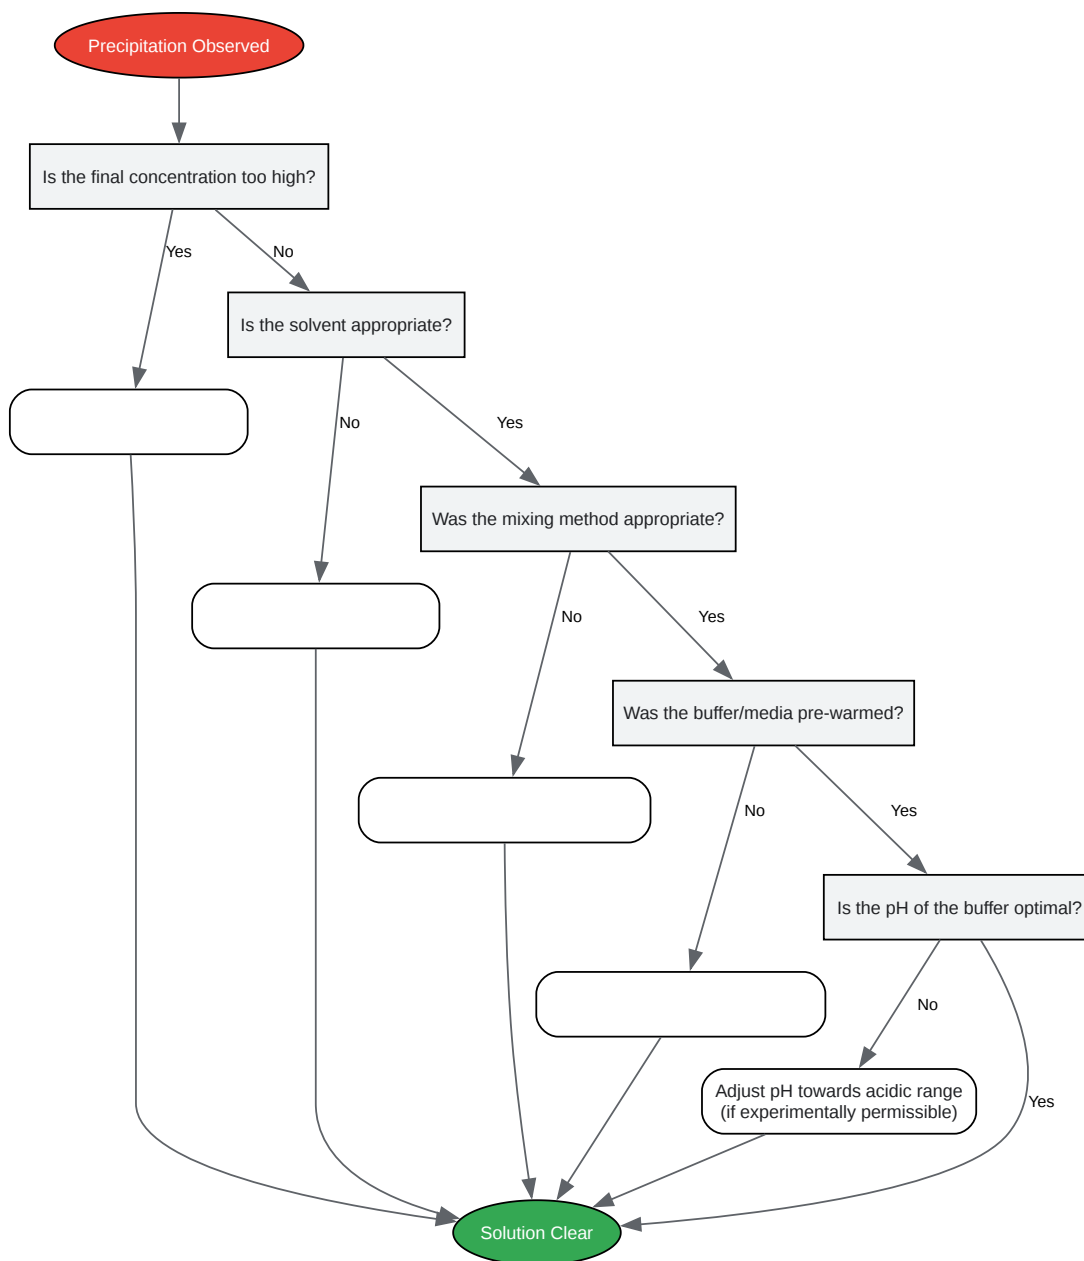 Precipitation Observed
Is the final concentration too high?
Yes
No
Is the solvent appropriate?
No
Yes
Was the mixing method appropriate?
No
Yes
Was the buffer/media pre-warmed?
No
Yes
Is the pH of the buffer optimal?
No
Adjust pH towards acidic range
(if experimentally permissible)
Yes
Solution Clear